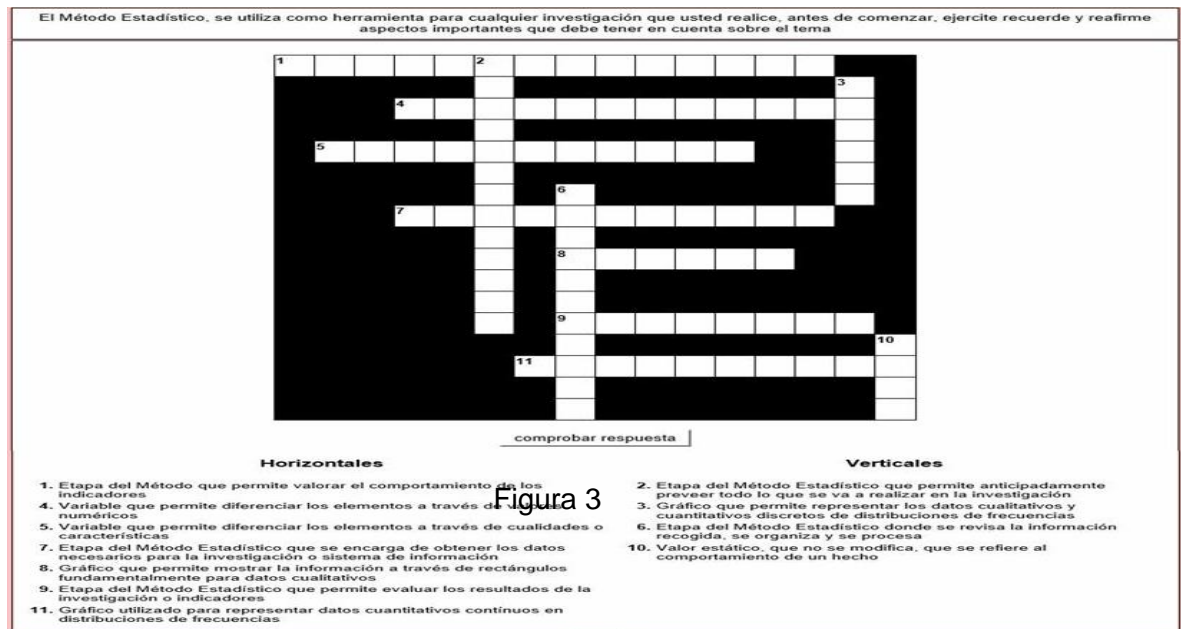 El Método Estadístico, se utiliza como herramienta para cualquier investigación que usted realice, antes de comenzar, ejercite recuerde y reafirme
aspectos importantes que debe tener en cuenta sobre el tema
1
2
3
4
5
6
7
8
9
10
11
comprobar respuesta
Horizontales
1. Etapa del Método que permite valorar el comportamiento de los
indicadores
4. Variable que permite diferenciar los elementos a través de valores
numéricos
5. Variable que permite diferenciar los elementos a través de cualidades o
características
7. Etapa del Método Estadístico que se encarga de obtener los datos
necesarios para la investigación o sistema de información
8. Gráfico que permite mostrar la información a través de rectángulos
fundamentalmente para datos cualitativos
9. Etapa del Método Estadístico que permite evaluar los resultados de la
investigación o indicadores
11. Gráfico utilizado para representar datos cuantitativos contínuos en
distribuciones de frecuencias
Figura 3
Verticales
2. Etapa del Método Estadístico que permite anticipadamente
preveer todo lo que se va a realizar en la investigación
3. Gráfico que permite representar los datos cualitativos y
cuantitativos discretos de distribuciones de frecuencias
6. Etapa del Método Estadístico donde se revisa la información
recogida, se organiza y se procesa
10. Valor estático, que no se modifica, que se refiere al
comportamiento de un hecho